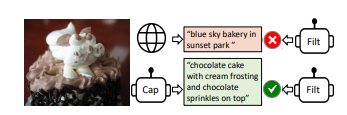 "blue sky bakery in
sunset park "
Filt
"chocolate cake
with cream frosting
and chocolate
sprinkles on top"
Cap
Filt